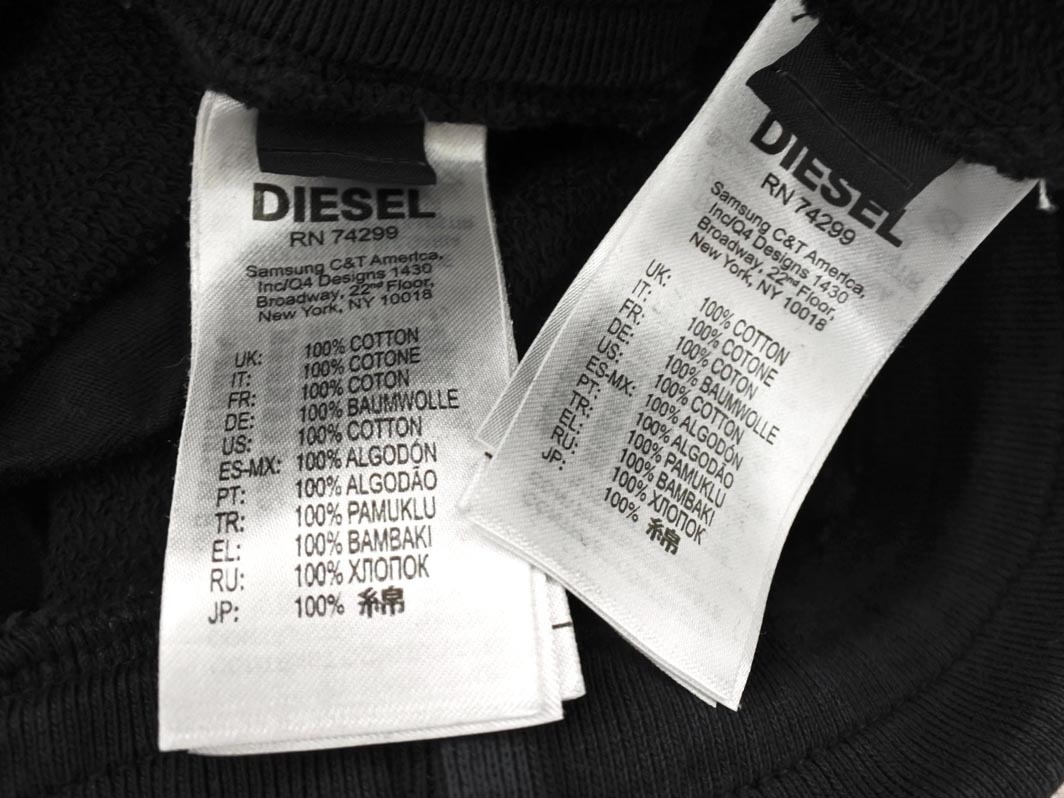 DIESEL
RN 74299
Samsung C&T America,
Inc/Q4 Designs 1430
Broadway, 22nd Floor,
New York, NY 10018
UK: 100% COTTON
IT: 100% COTONE
FR: 100% COTON
DE: 100% BAUMWOLLE
US: 100% COTTON
ES-MX: 100% ALGODÓN
PT: 100% ALGODÃO
TR: 100% PAMUKLU
EL: 100% BAMBAKI
RU: 100% ХЛОПОК
JP: 100% 綿
DIESEL
RN 74299
Samsung C&T America,
Inc/Q4 Designs 1430
Broadway, 22nd Floor,
New York, NY 10018
UK: 100% COTTON
IT: 100% COTONE
FR: 100% COTON
DE: 100% BAUMWOLLE
US: 100% COTTON
ES-MX: 100% ALGODÓN
PT: 100% ALGODÃO
TR: 100% PAMUKLU
EL: 100% BAMBAKI
RU: 100% ХЛОПОК
JP: 100% 綿